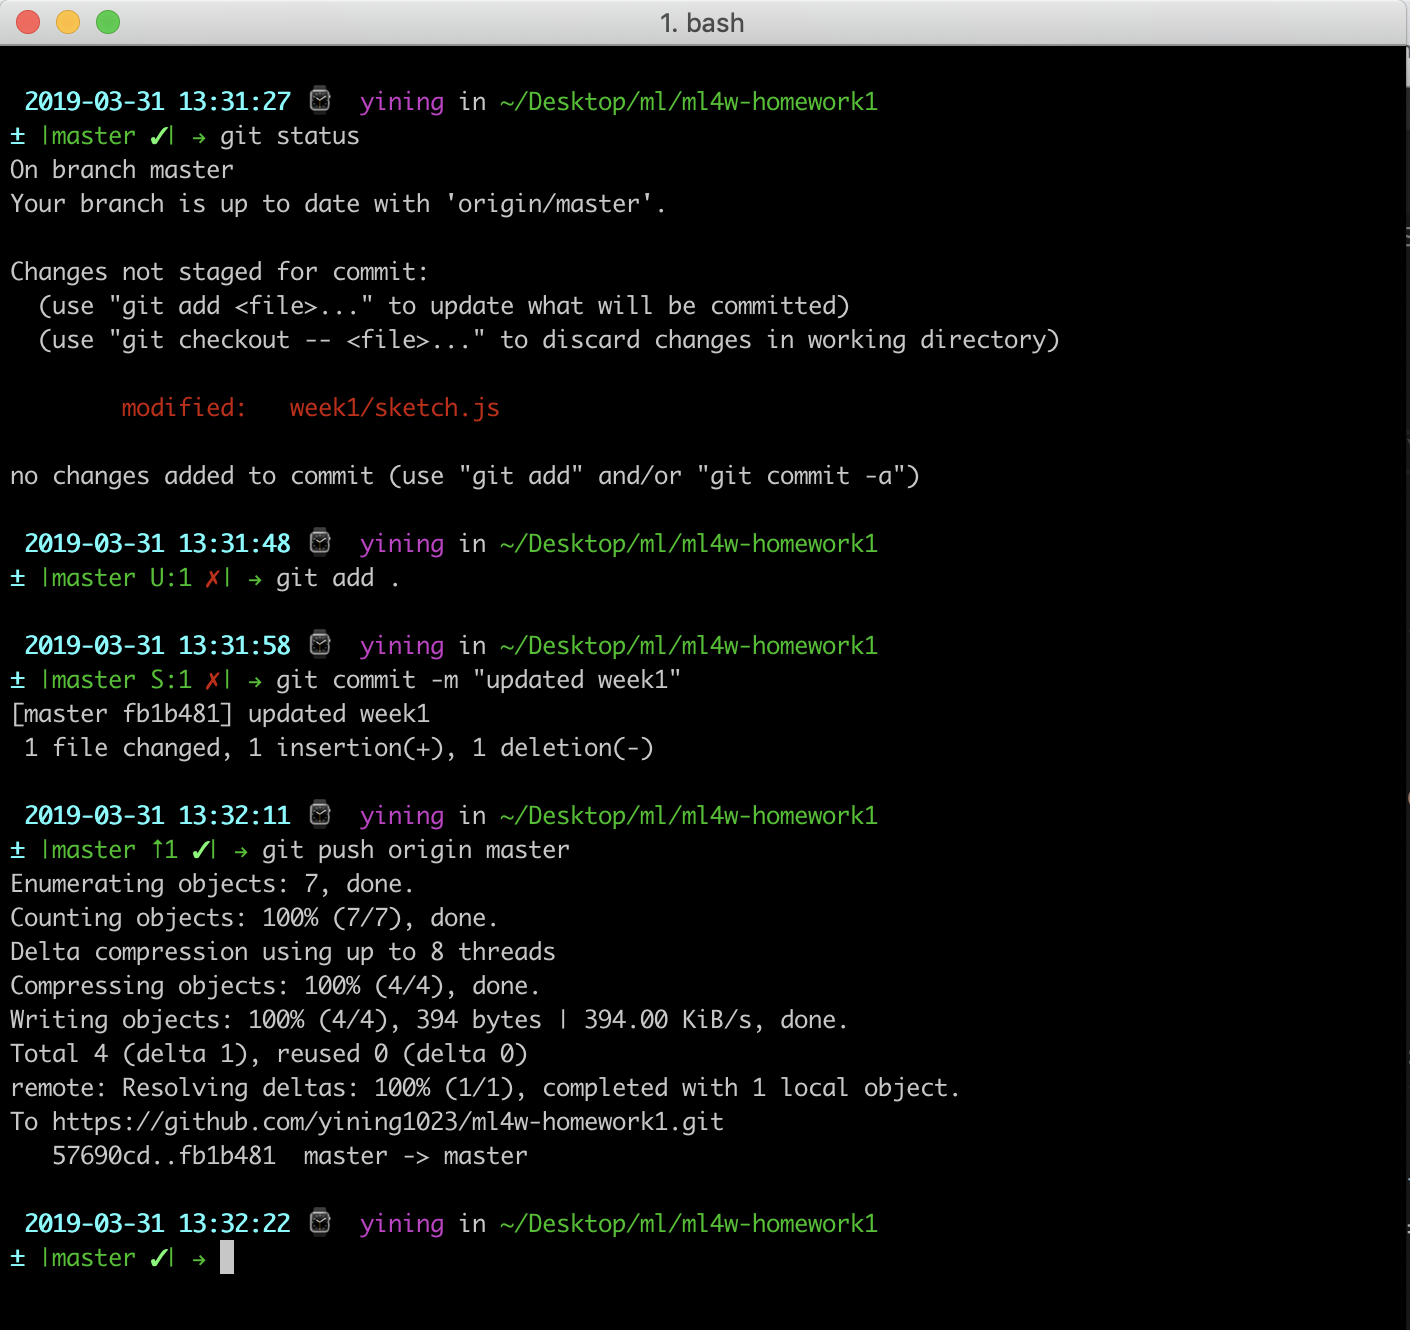 1. bash
2019-03-31 13:31:27 ⌚ yining in ~/Desktop/ml/ml4w-homework1
± |master ✓| → git status
On branch master
Your branch is up to date with 'origin/master'.
Changes not staged for commit:
(use "git add <file>..." to update what will be committed)
(use "git checkout -- <file>..." to discard changes in working directory)
modified: week1/sketch.js
no changes added to commit (use "git add" and/or "git commit -a")
2019-03-31 13:31:48 ⌚ yining in ~/Desktop/ml/ml4w-homework1
± |master U:1 ✗| → git add .
2019-03-31 13:31:58 ⌚ yining in ~/Desktop/ml/ml4w-homework1
± |master S:1 ✗| → git commit -m "updated week1"
[master fb1b481] updated week1
1 file changed, 1 insertion(+), 1 deletion(-)
2019-03-31 13:32:11 ⌚ yining in ~/Desktop/ml/ml4w-homework1
± |master ↑1 ✓| → git push origin master
Enumerating objects: 7, done.
Counting objects: 100% (7/7), done.
Delta compression using up to 8 threads
Compressing objects: 100% (4/4), done.
Writing objects: 100% (4/4), 394 bytes | 394.00 KiB/s, done.
Total 4 (delta 1), reused 0 (delta 0)
remote: Resolving deltas: 100% (1/1), completed with 1 local object.
To https://github.com/yining1023/ml4w-homework1.git
57690cd..fb1b481 master -> master
2019-03-31 13:32:22 ⌚ yining in ~/Desktop/ml/ml4w-homework1
± |master ✓| →